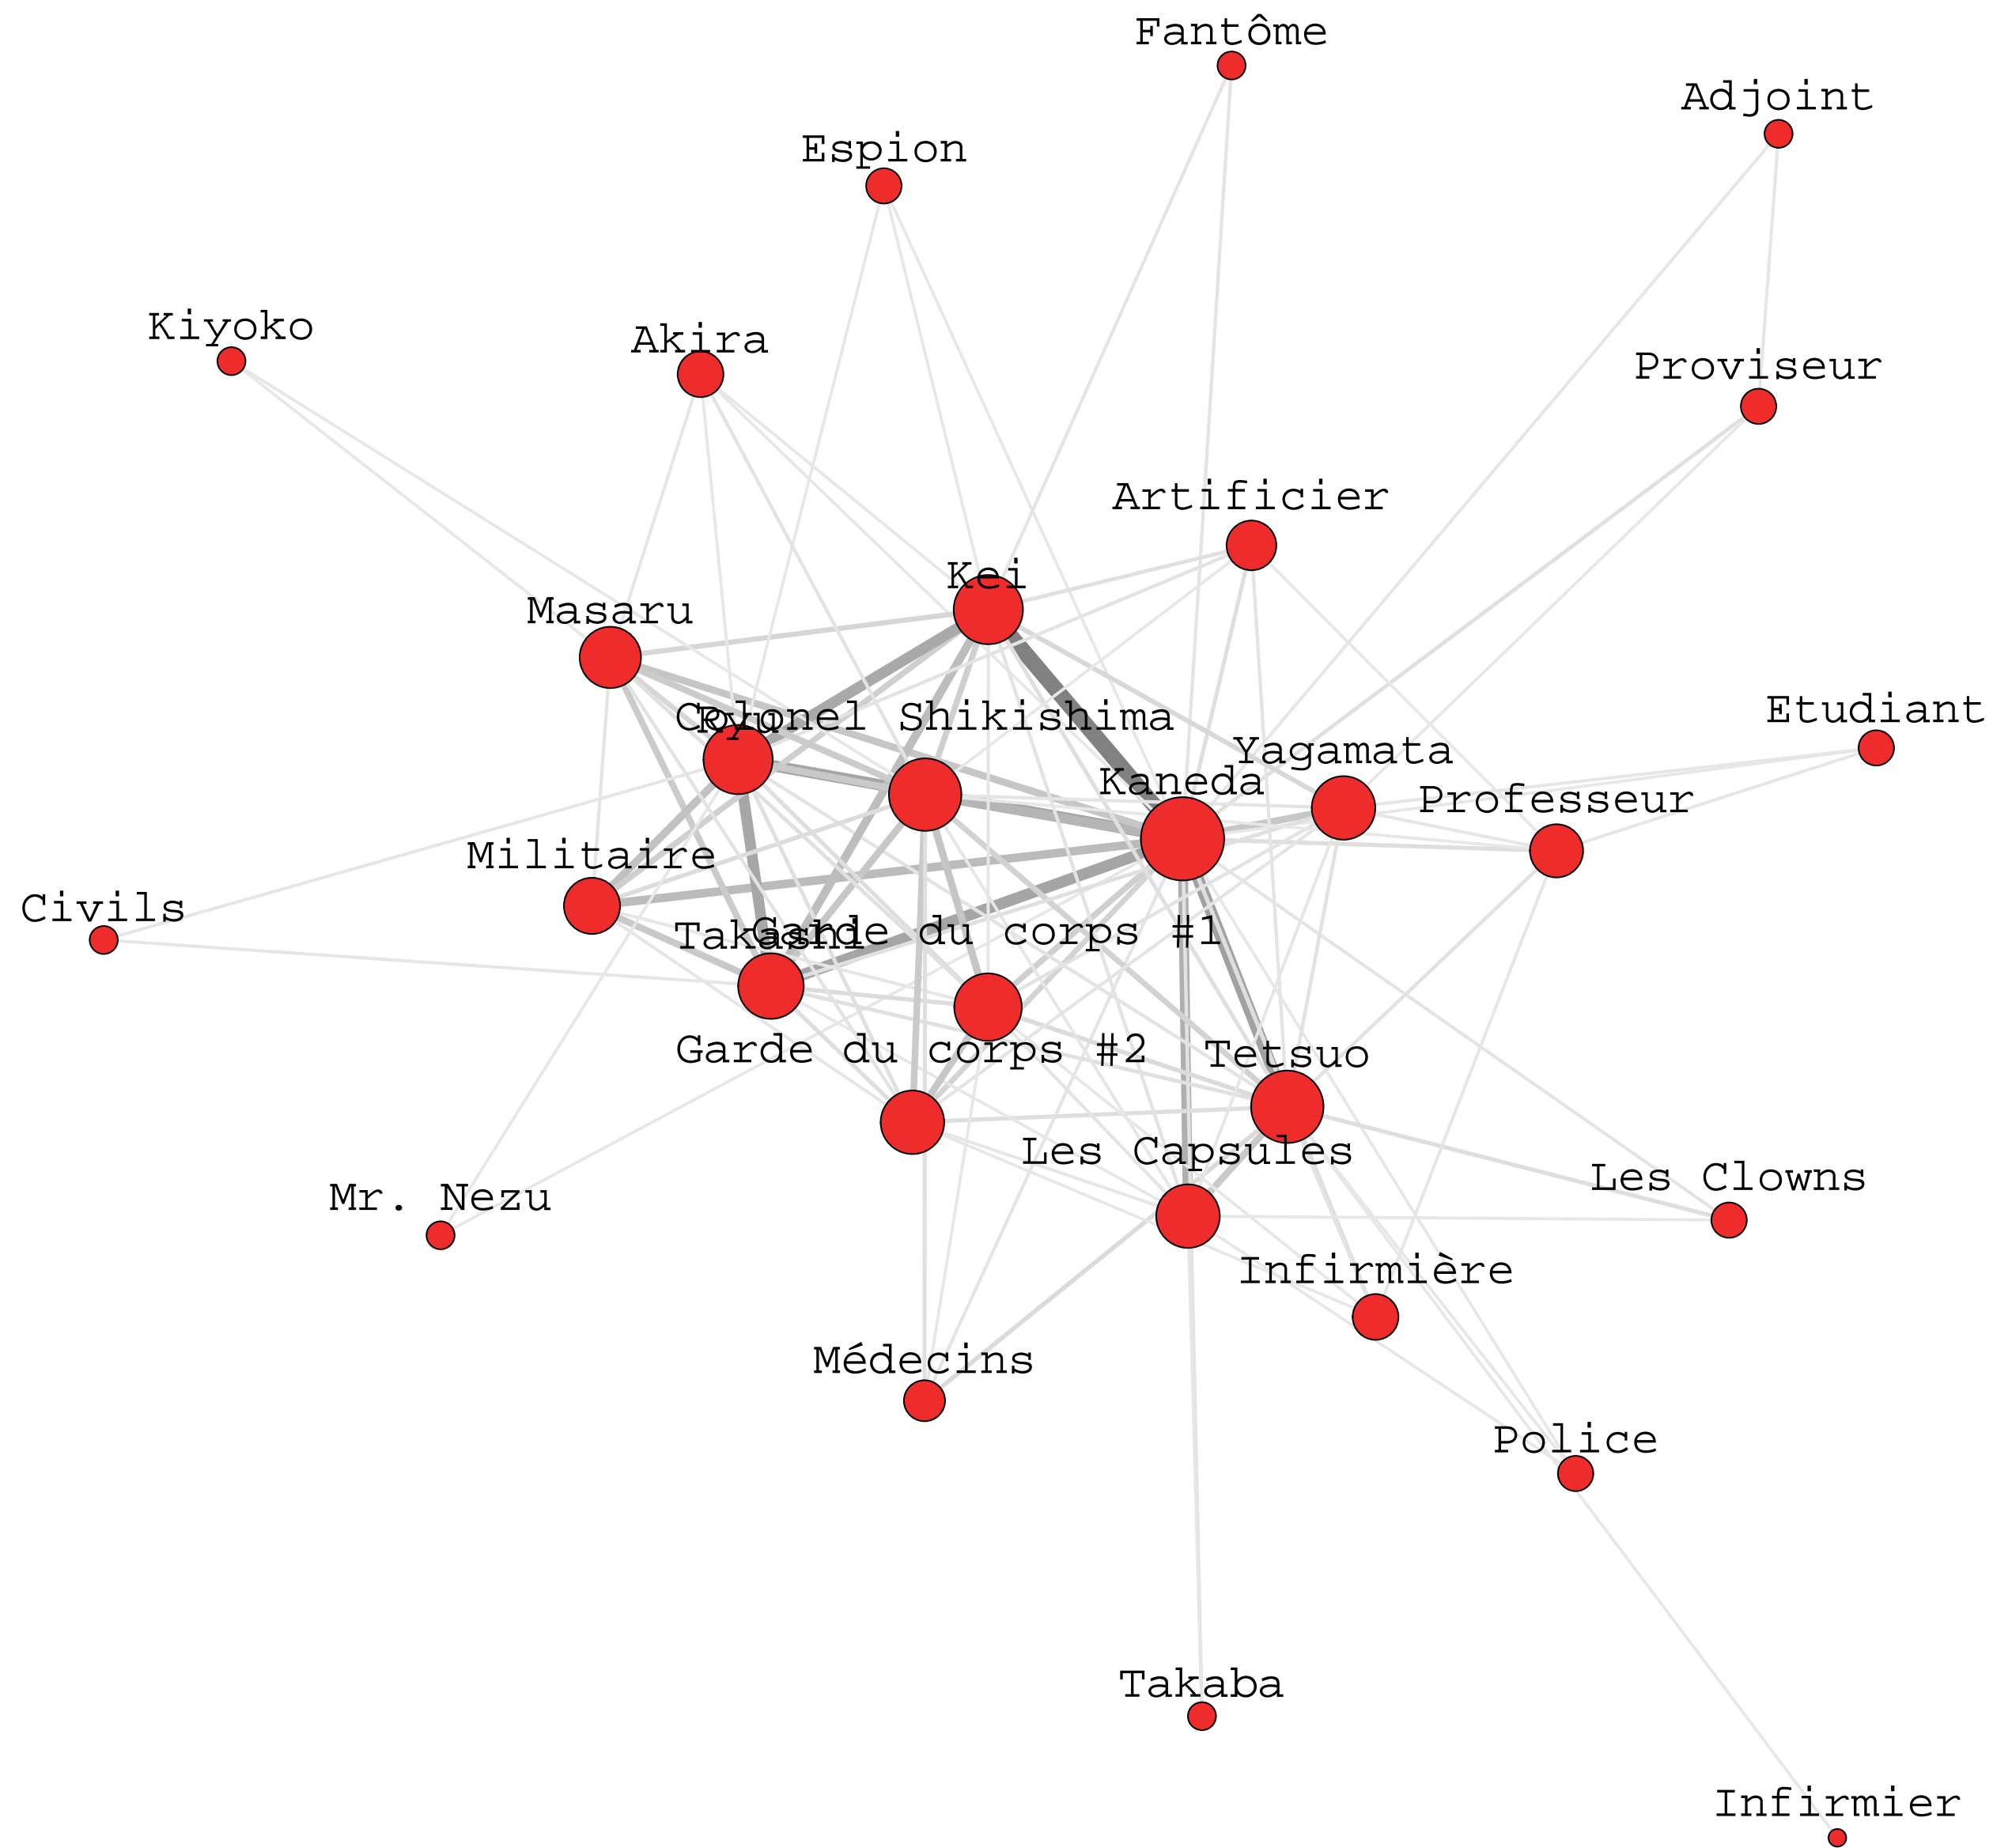 Fantôme
Adjoint
Espion
Kiyoko
Akira
Proviseur
Artificier
Kei
Masaru
Colonel Shikishima
Ryu
Etudiant
Yagamata
Kaneda
Professeur
Militaire
Civils
Takashi
Garde du corps #1
Garde du corps #2
Tetsuo
Les Capsules
Les Clowns
Mr. Nezu
Infirmière
Médecins
Police
Takaba
Infirmier